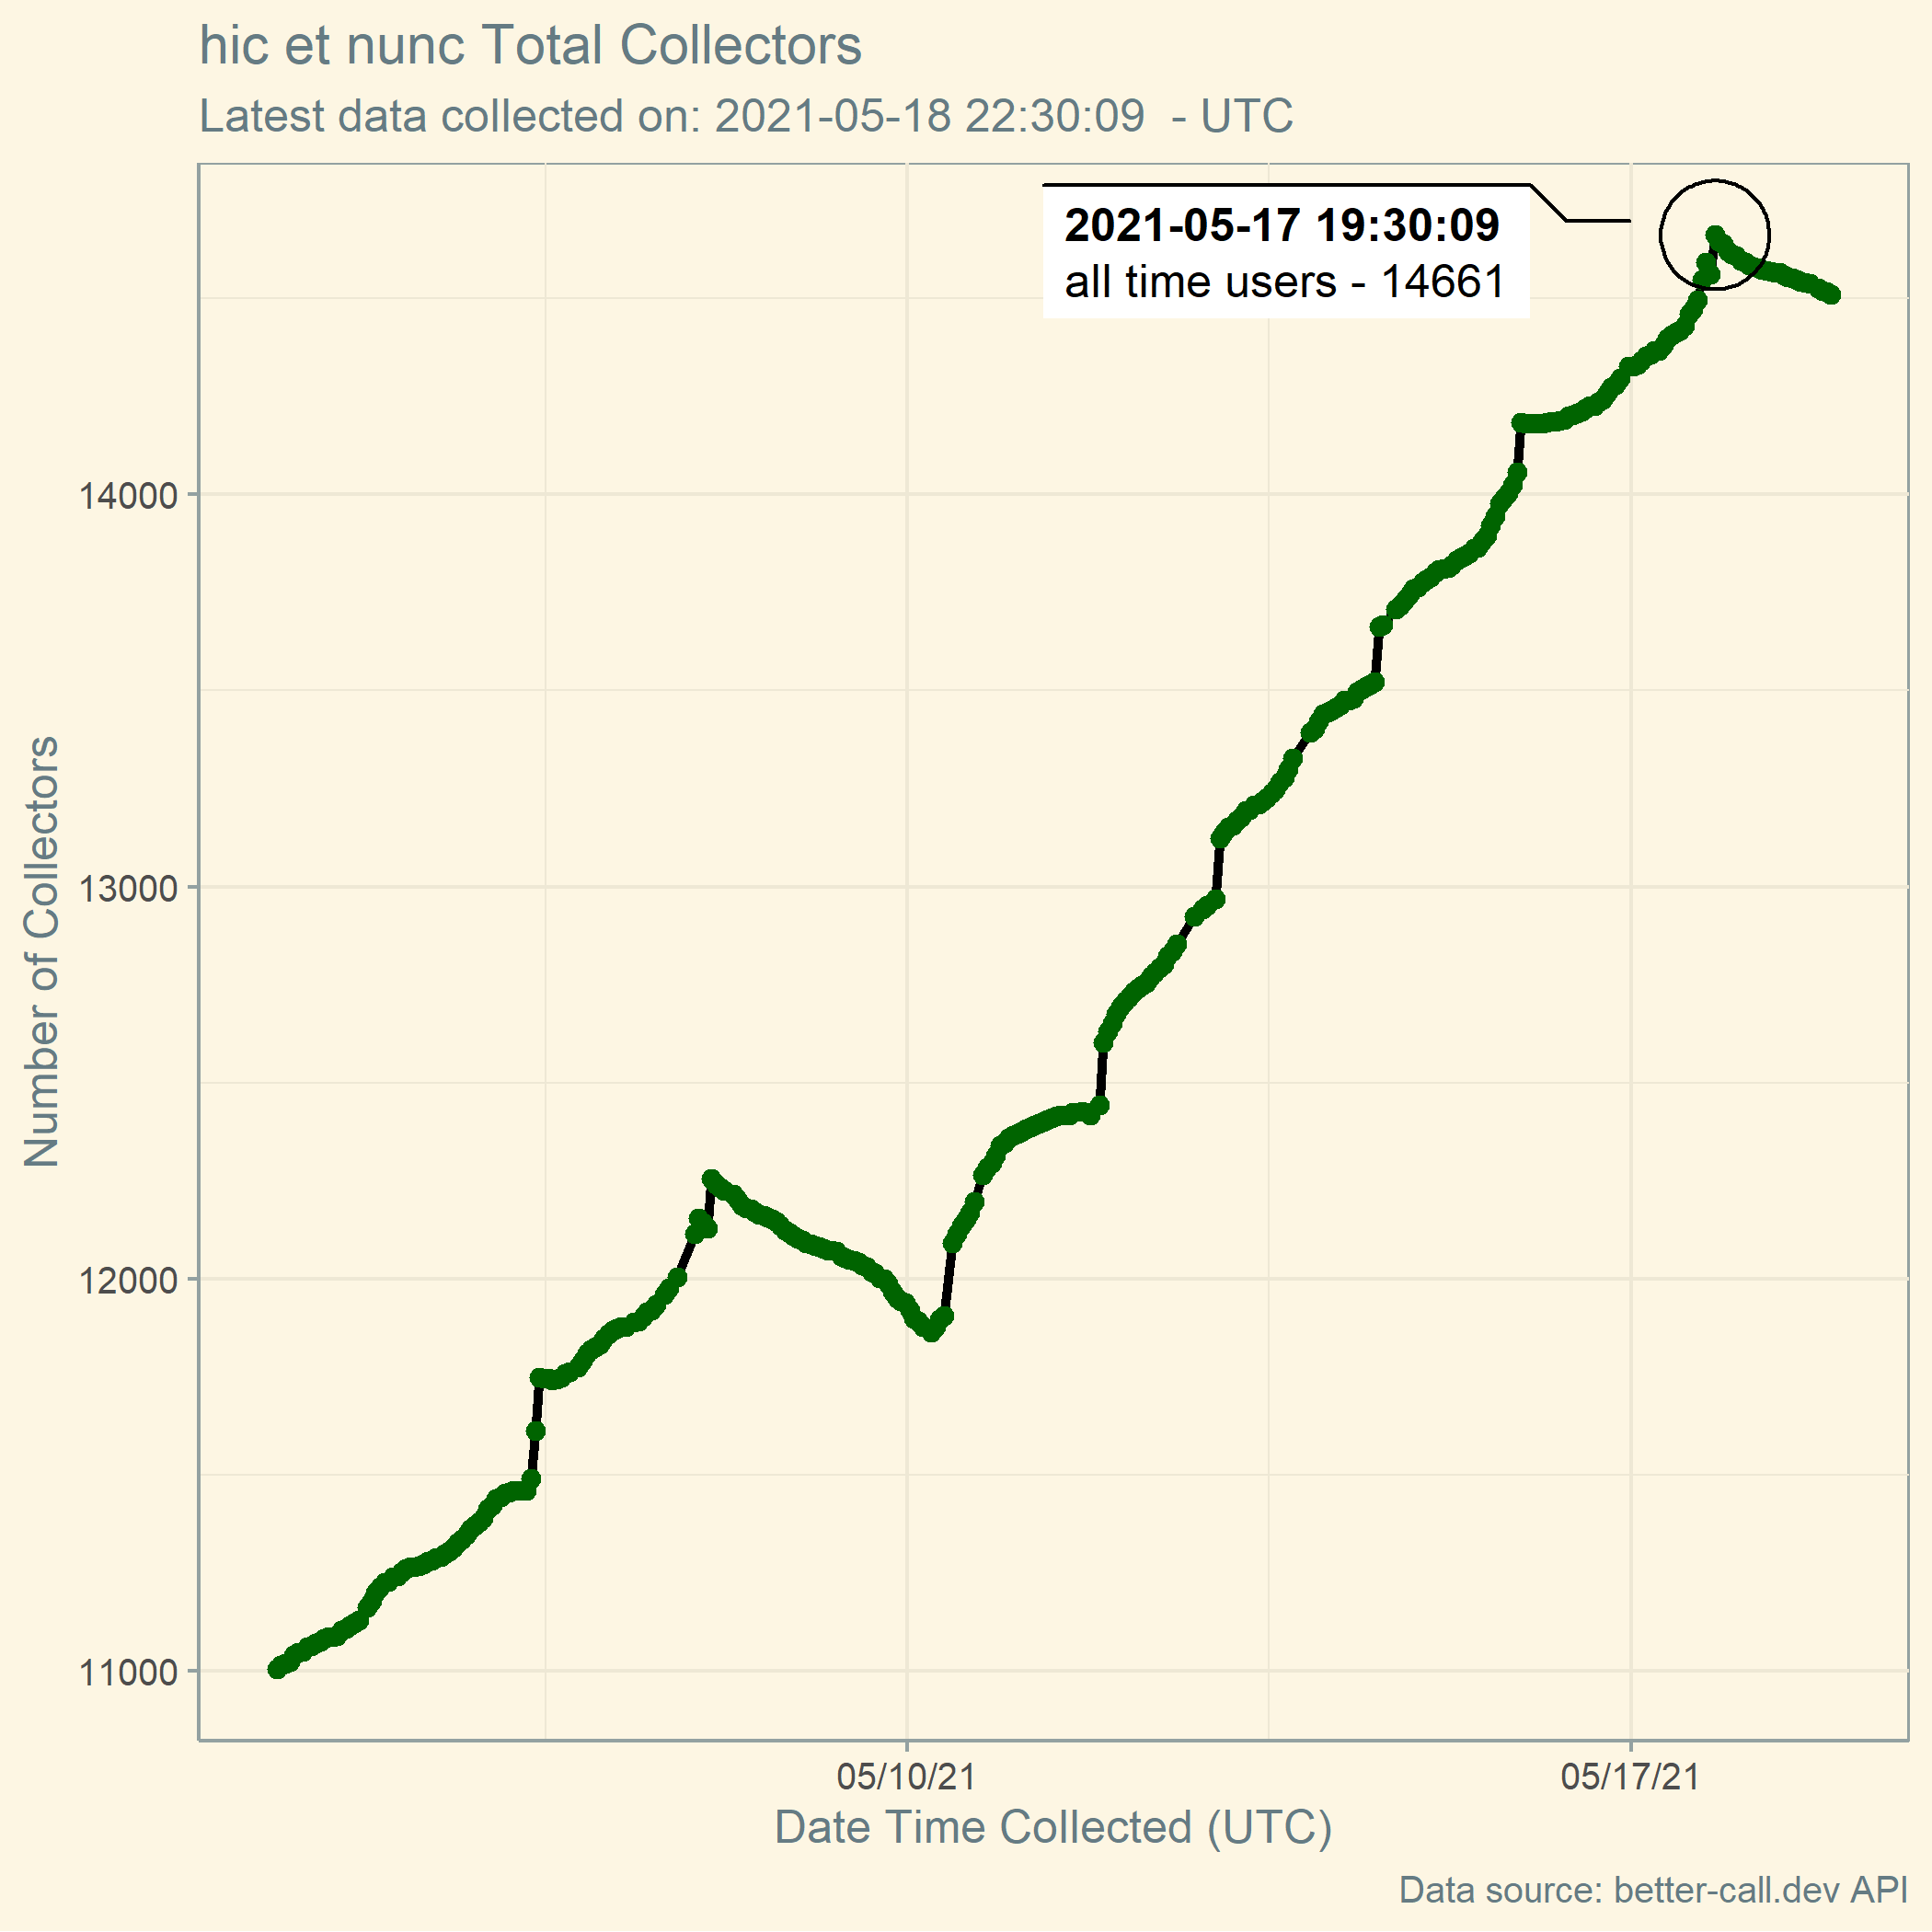 hic et nunc Total Collectors
Latest data collected on: 2021-05-18 22:30:09  - UTC
2021-05-17 19:30:09
all time users - 14661
14000
13000
12000
11000
Number of Collectors
05/10/21
05/17/21
Date Time Collected (UTC)
Data source: better-call.dev API